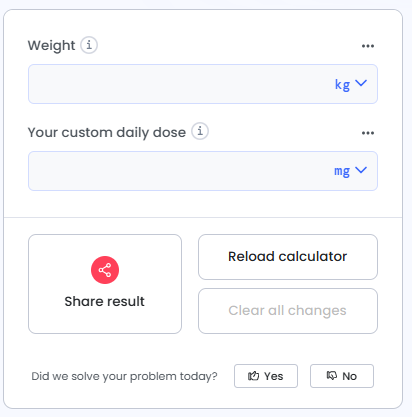 Weight i
kg
Your custom daily dose i
mg
Share result
Reload calculator
Clear all changes
Did we solve your problem today? Yes No